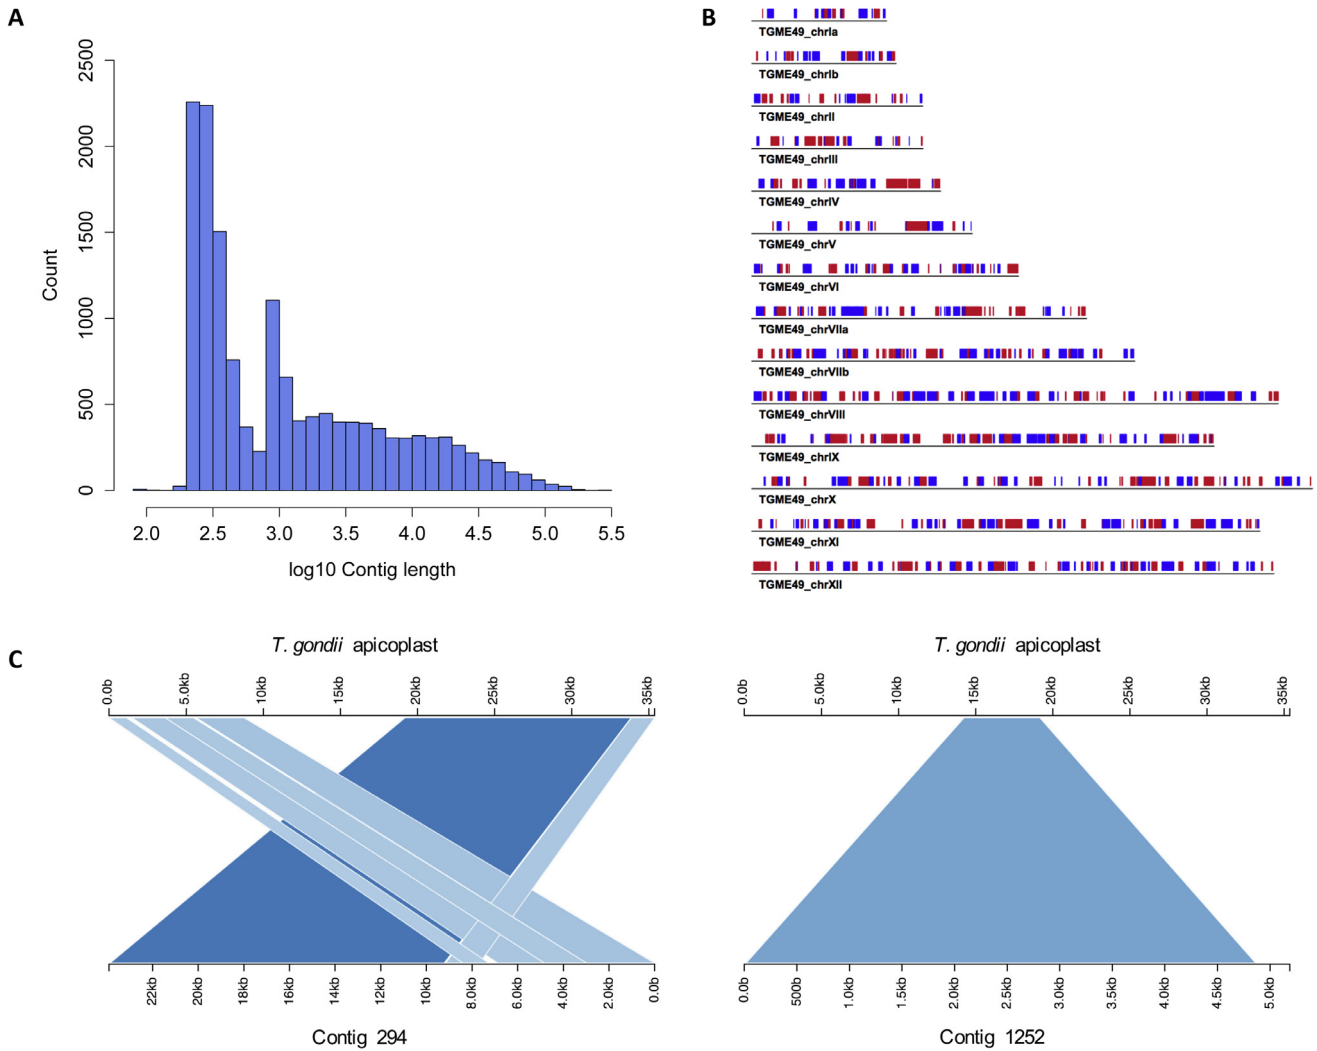 A
2500
2000
1500
1000
500
0
Count
2.0 2.5 3.0 3.5 4.0 4.5 5.0 5.5
log10 Contig length
B
TGME49_chrIa
TGME49_chrIb
TGME49_chrII
TGME49_chrIII
TGME49_chrIV
TGME49_chrV
TGME49_chrVI
TGME49_chrVIIa
TGME49_chrVIIb
TGME49_chrVIII
TGME49_chrIX
TGME49_chrX
TGME49_chrXI
TGME49_chrXII
C
T. gondii apicoplast
0.0b 5.0kb 10kb 15kb 20kb 25kb 30kb 35kb
22kb 20kb 18kb 16kb 12kb 10kb 8.0kb 6.0kb 4.0kb 2.0kb 0.0b
Contig 294
T. gondii apicoplast
0.0b 5.0kb 10kb 15kb 20kb 25kb 30kb 35kb
0.0b 500b 1.0kb 1.5kb 2.0kb 2.5kb 3.0kb 3.5kb 4.0kb 4.5kb 5.0kb
Contig 1252